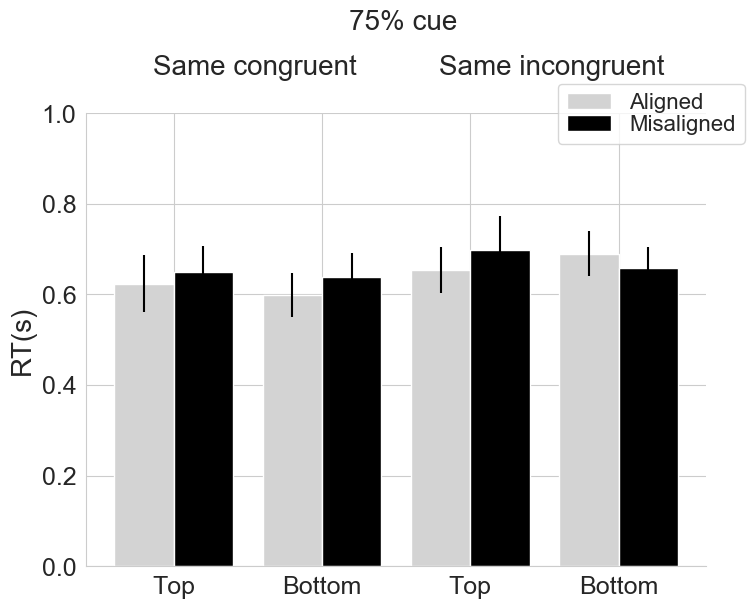 75% cue
Same congruent
Same incongruent
Aligned
Misaligned
1.0
0.8
0.6
0.4
0.2
0.0
RT(s)
Top
Bottom
Top
Bottom